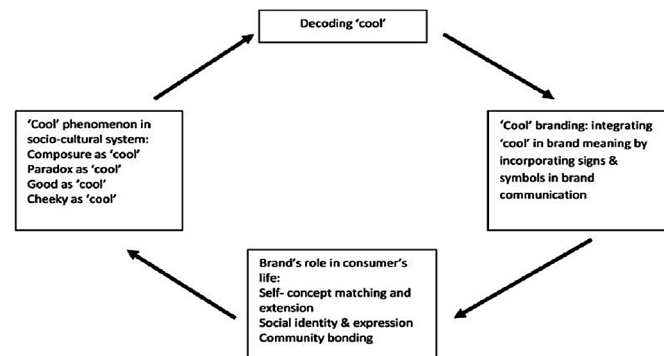 Decoding ‘cool’
‘Cool’ phenomenon in
socio-cultural system:
Composure as ‘cool’
Paradox as ‘cool’
Good as ‘cool’
Cheeky as ‘cool’
‘Cool’ branding: integrating
‘cool’ in brand meaning by
incorporating signs &
symbols in brand
communication
Brand’s role in consumer’s
life:
Self- concept matching and
extension
Social identity & expression
Community bonding